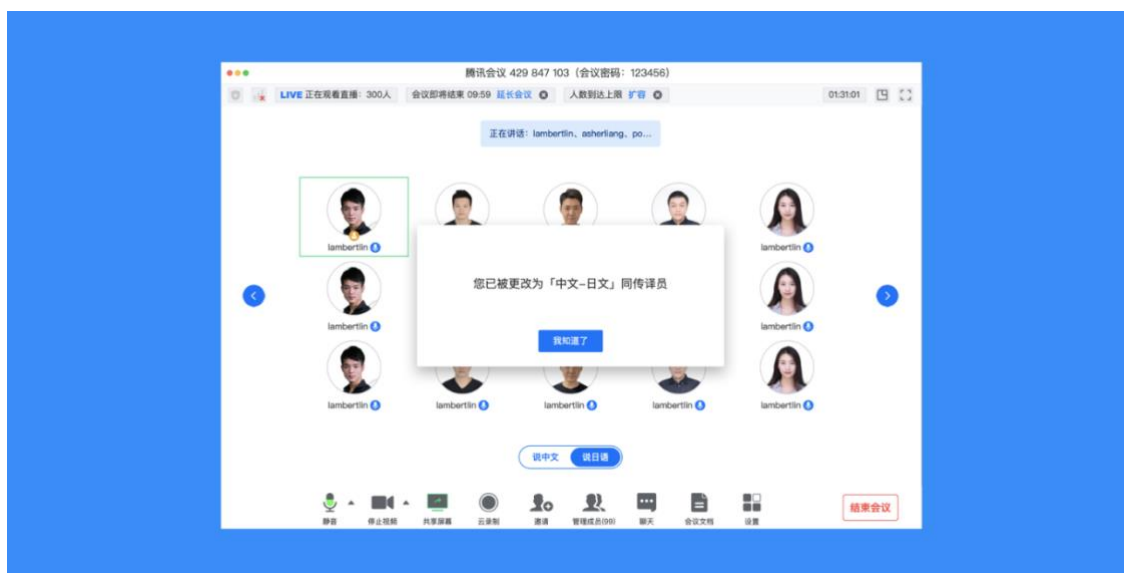 腾讯会议 429 847 103（会议密码：123456）
LIVE 正在观看直播：300人 会议即将结束 09:59 延长会议 人数到达上限 扩容 01:31:01
正在讲话：lambertlin、asherliang、po...
lambertlin lambertlin
您已被更改为「中文-日文」同传译员
lambertlin lambertlin
我知道了
lambertlin lambertlin lambertlin lambertlin lambertlin
说中文 说日语
静音 停止视频 共享屏幕 云录制 邀请 管理成员(99) 聊天 会议文档 设置 结束会议